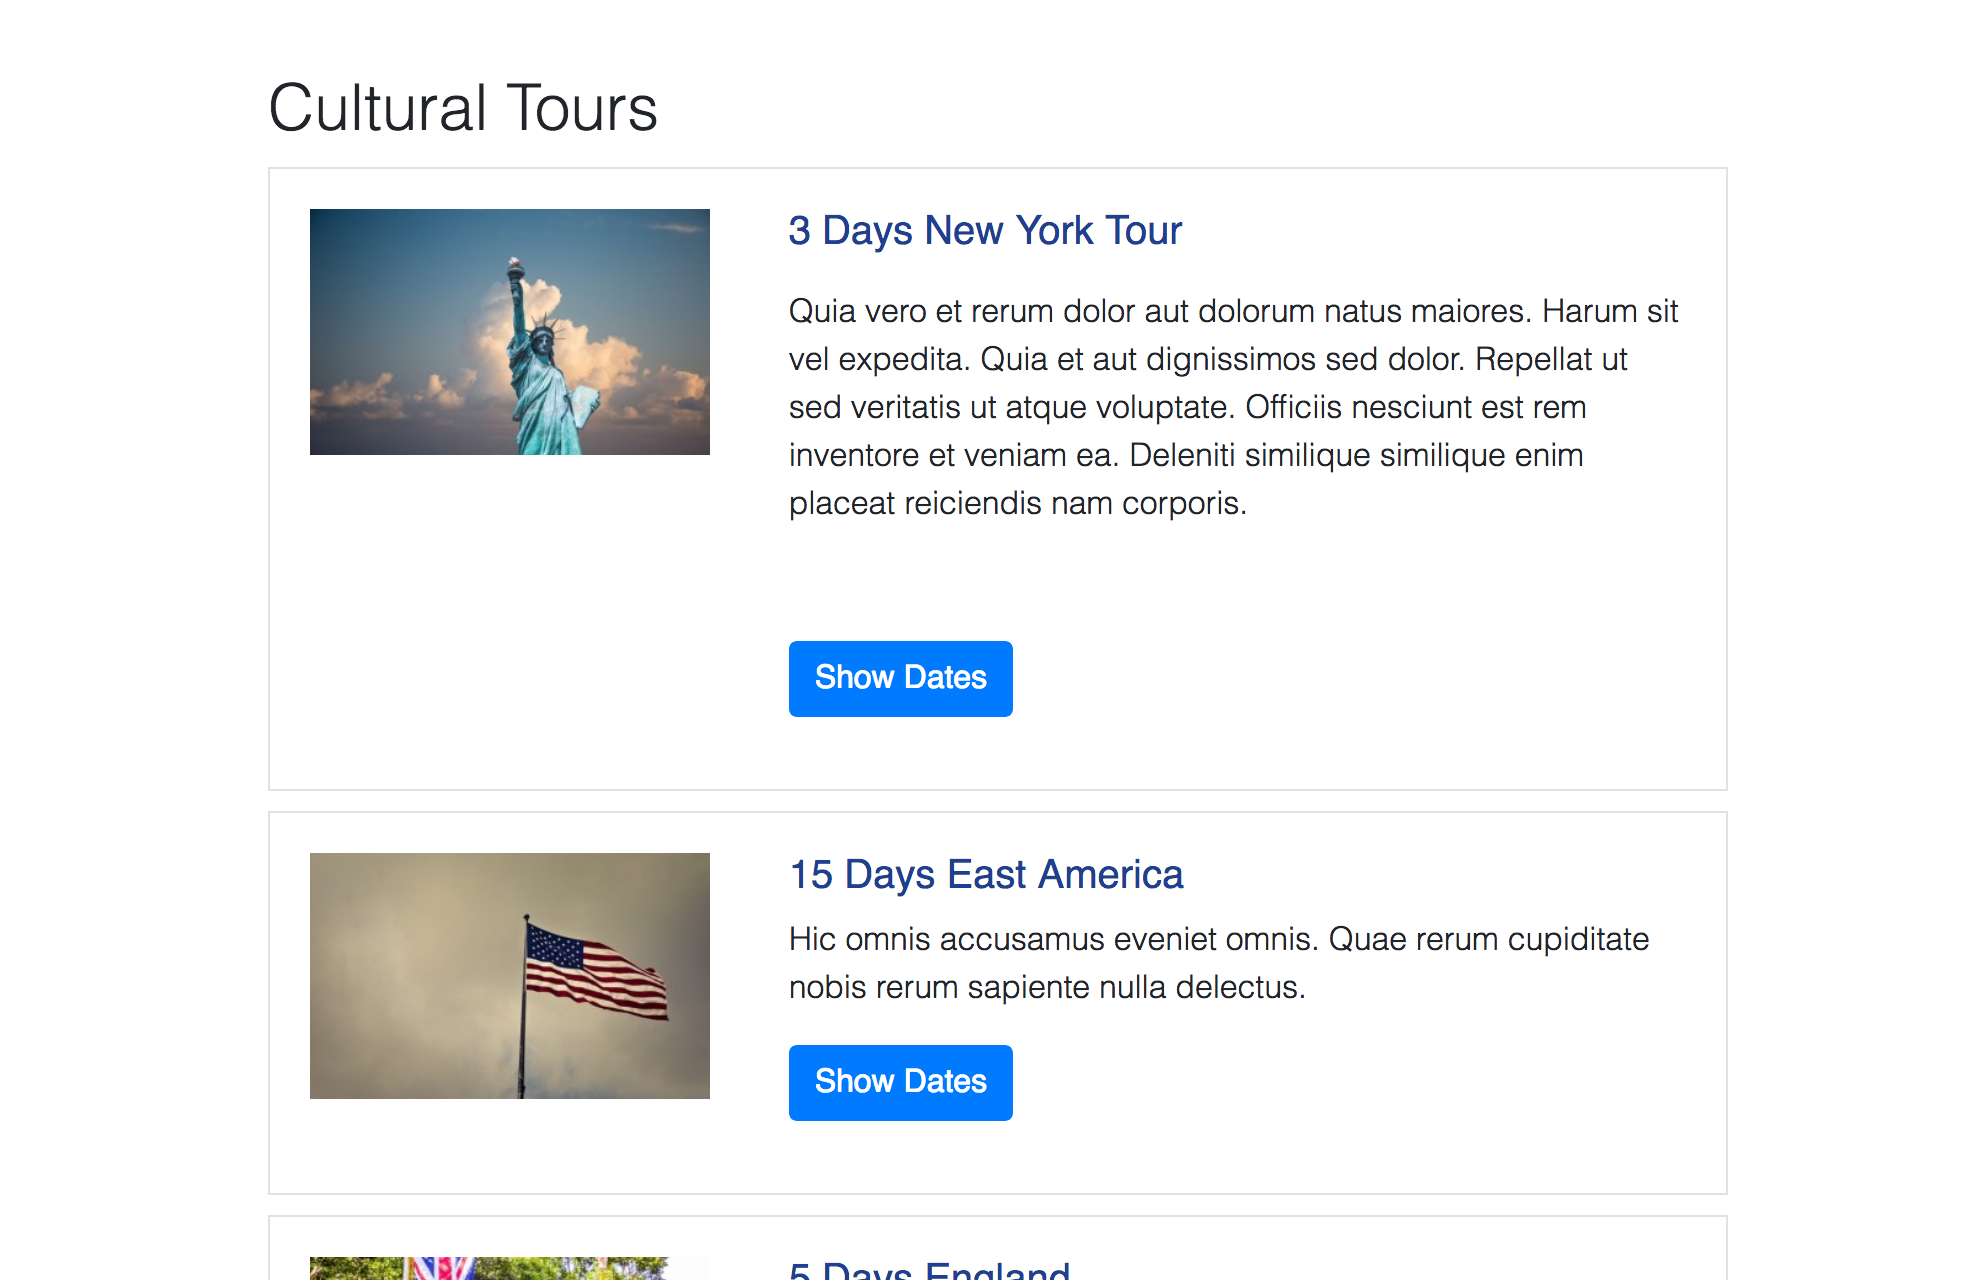 Cultural Tours
3 Days New York Tour
Quia vero et rerum dolor aut dolorum natus maiores. Harum sit
vel expedita. Quia et aut dignissimos sed dolor. Repellat ut
sed veritatis ut atque voluptate. Officiis nesciunt est rem
inventore et veniam ea. Deleniti similique similique enim
placeat reiciendis nam corporis.
Show Dates
15 Days East America
Hic omnis accusamus eveniet omnis. Quae rerum cupiditate
nobis rerum sapiente nulla delectus.
Show Dates
5 Days England